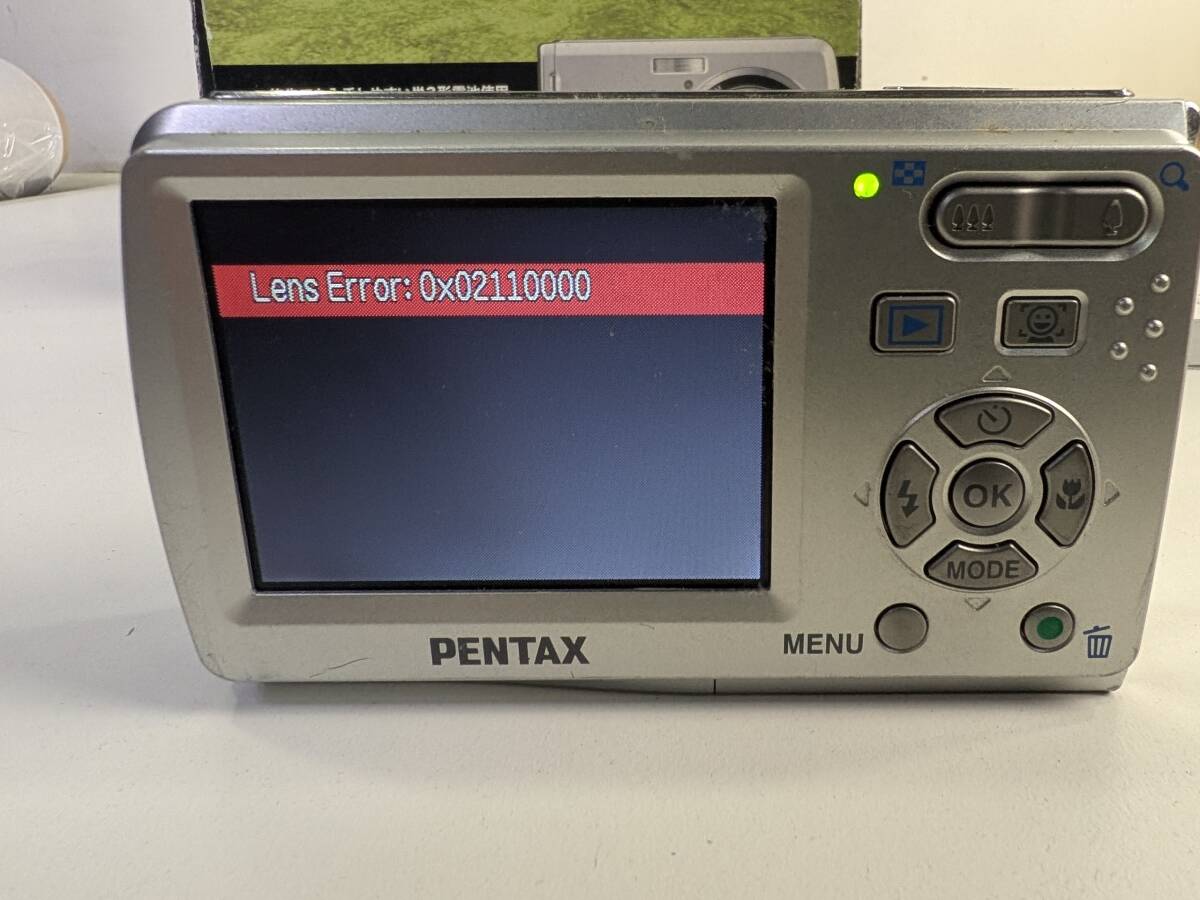 Lens Error: 0x02110000
OK
MODE
MENU
PENTAX